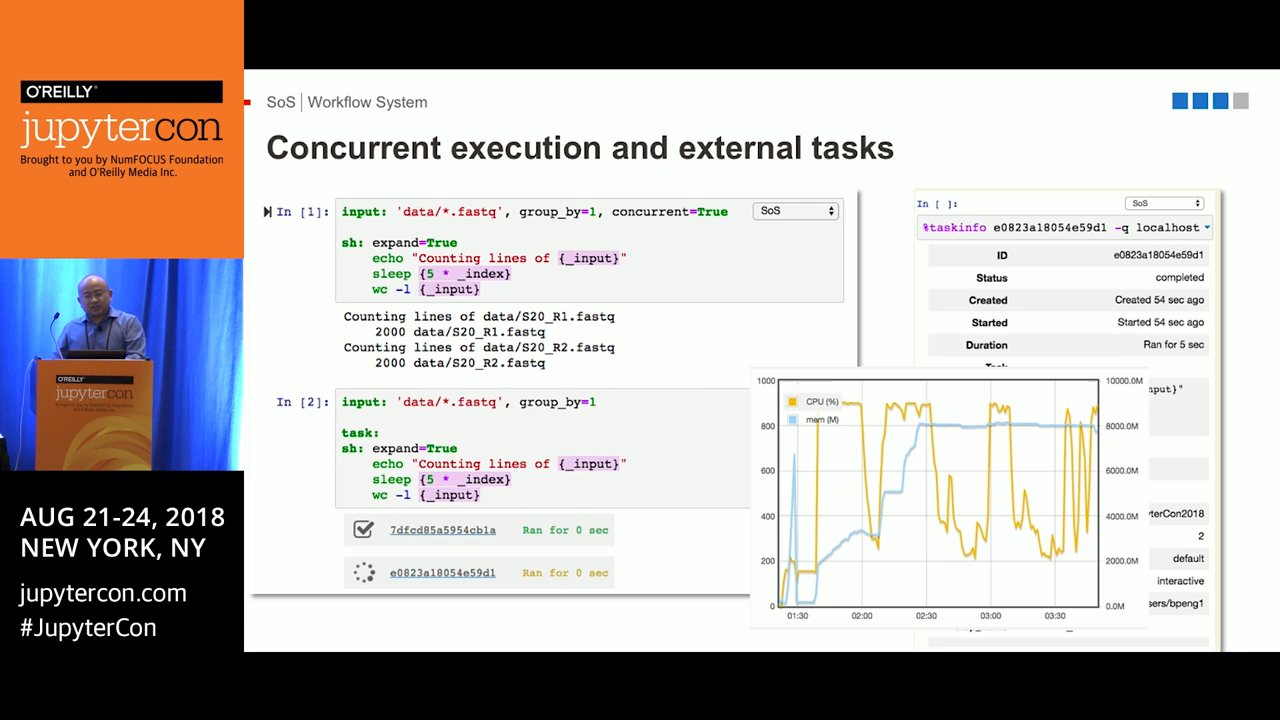 O'REILLY®
jupytercon
Brought to you by NumFOCUS Foundation
and O'Reilly Media Inc.
AUG 21-24, 2018
NEW YORK, NY
jupytercon.com
#JupyterCon
SoS | Workflow System
Concurrent execution and external tasks
In [1]:
input: 'data/*.fastq', group_by=1, concurrent=True
SoS
sh: expand=True
echo "Counting lines of {_input}"
sleep {5 * _index}
wc -l {_input}
Counting lines of data/S20_R1.fastq
2000 data/S20_R1.fastq
Counting lines of data/S20_R2.fastq
2000 data/S20_R2.fastq
In [2]:
input: 'data/*.fastq', group_by=1
task:
sh: expand=True
echo "Counting lines of {_input}"
sleep {5 * _index}
wc -l {_input}
7dfcd85a5954cb1a Ran for 0 sec
e0823a18054e59d1 Ran for 0 sec
In [ ]:
SoS
%taskinfo e0823a18054e59d1 -q localhost
ID e0823a18054e59d1
Status completed
Created Created 54 sec ago
Started Started 54 sec ago
Duration Ran for 5 sec
nput}"
yterCon2018
2
default
interactive
sers/bpeng1
CPU (%)
mem (M)
1000
800
600
400
200
0
10000.0M
8000.0M
6000.0M
4000.0M
2000.0M
0.0M
01:30 02:00 02:30 03:00 03:30
O'REILLY®
jupytercon